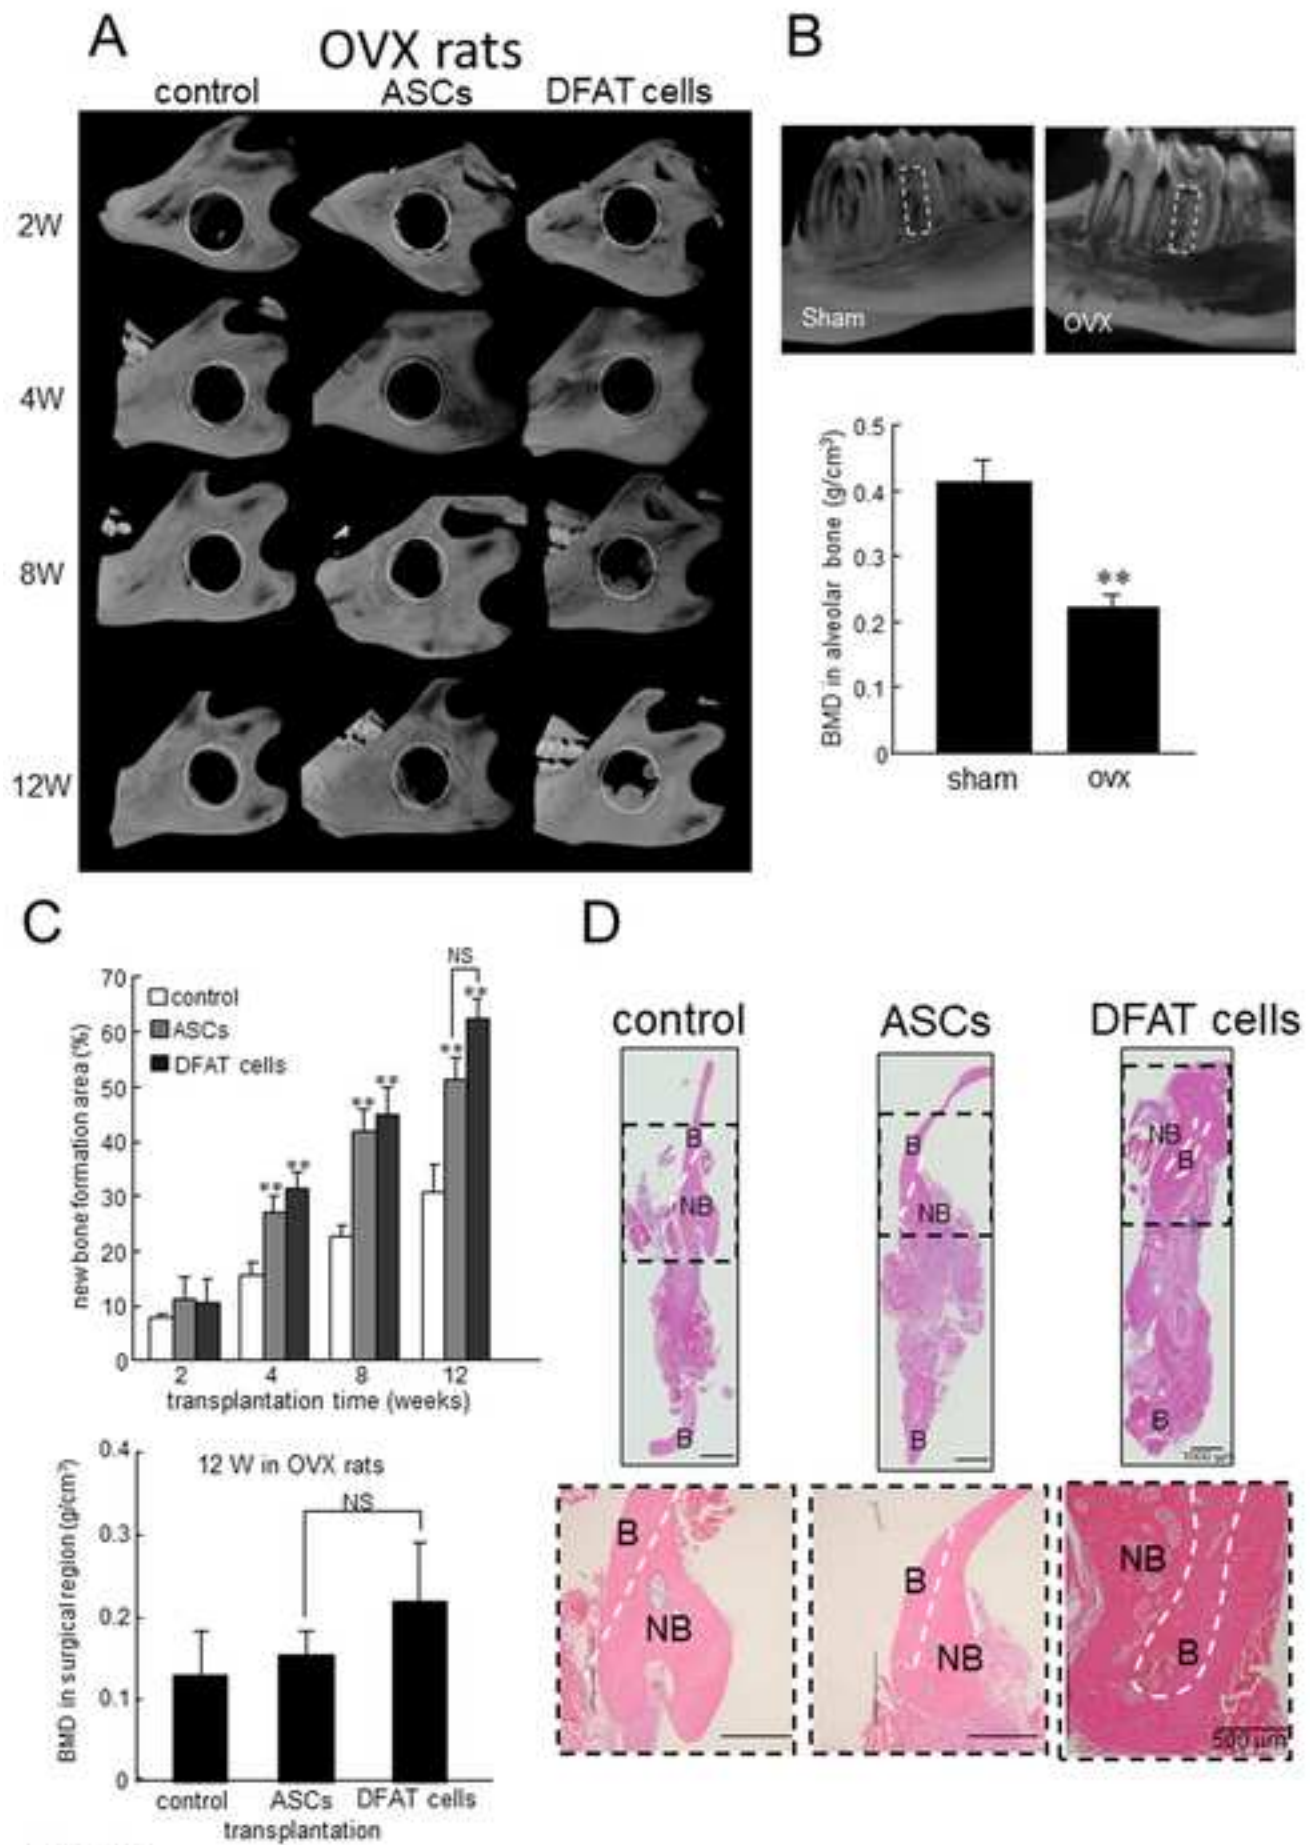 A
OVX rats
control ASCs DFAT cells
2W
4W
8W
12W
B
Sham
OVX
BMD in alveolar bone (g/cm³)
0.5
0.4
0.3
0.2
0.1
0
**
sham ovx
C
new bone formation area (%)
70
60
50
40
30
20
10
0
control
ASCs
DFAT cells
NS
** **
** **
** **
2 4 8 12
transplantation time (weeks)
12 W in OVX rats
BMD in surgical region (g/cm³)
0.4
0.3
0.2
0.1
0
NS
control ASCs DFAT cells
transplantation
D
control ASCs DFAT cells
B
NB
B
B
NB
B
NB
B
B
B
NB
B
NB
NB
B
500 µm